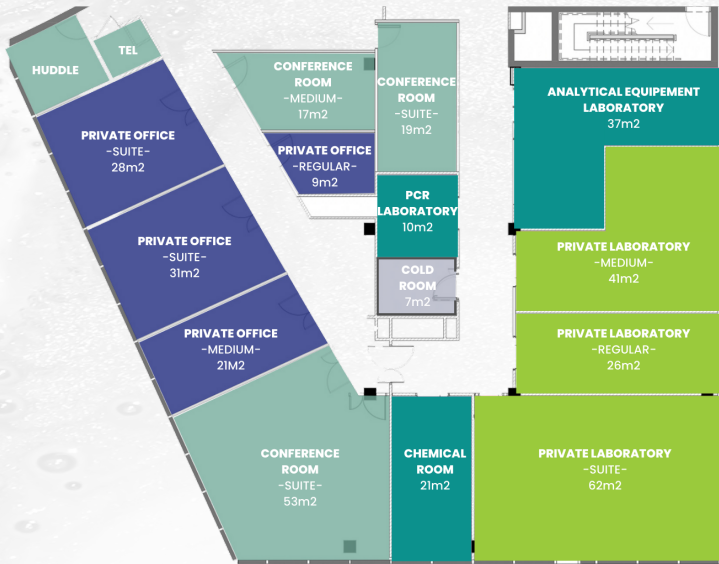 HUDDLE
TEL
PRIVATE OFFICE
-SUITE-
28m2
PRIVATE OFFICE
-SUITE-
31m2
PRIVATE OFFICE
-MEDIUM-
21M2
CONFERENCE
ROOM
-SUITE-
53m2
CONFERENCE
ROOM
-MEDIUM-
17m2
PRIVATE OFFICE
-REGULAR-
9m2
CONFERENCE
ROOM
-SUITE-
19m2
PCR
LABORATORY
10m2
COLD
ROOM
7m2
CHEMICAL
ROOM
21m2
ANALYTICAL EQUIPEMENT
LABORATORY
37m2
PRIVATE LABORATORY
-MEDIUM-
41m2
PRIVATE LABORATORY
-REGULAR-
26m2
PRIVATE LABORATORY
-SUITE-
62m2